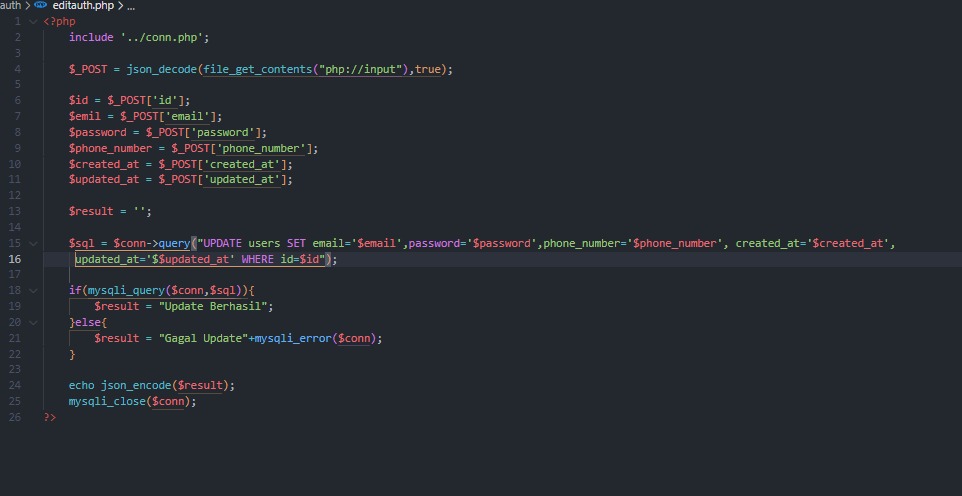 auth > editauth.php > ...
1 <?php
2 include '../conn.php';
3
4 $_POST = json_decode(file_get_contents("php://input"),true);
5
6 $id = $_POST['id'];
7 $emil = $_POST['email'];
8 $password = $_POST['password'];
9 $phone_number = $_POST['phone_number'];
10 $created_at = $_POST['created_at'];
11 $updated_at = $_POST['updated_at'];
12
13 $result = '';
14
15 $sql = $conn->query("UPDATE users SET email='$email',password='$password',phone_number='$phone_number', created_at='$created_at',
16 updated_at='$$updated_at' WHERE id=$id");
17
18 if(mysqli_query($conn,$sql)){
19 $result = "Update Berhasil";
20 }else{
21 $result = "Gagal Update"+mysqli_error($conn);
22 }
23
24 echo json_encode($result);
25 mysqli_close($conn);
26 ?>